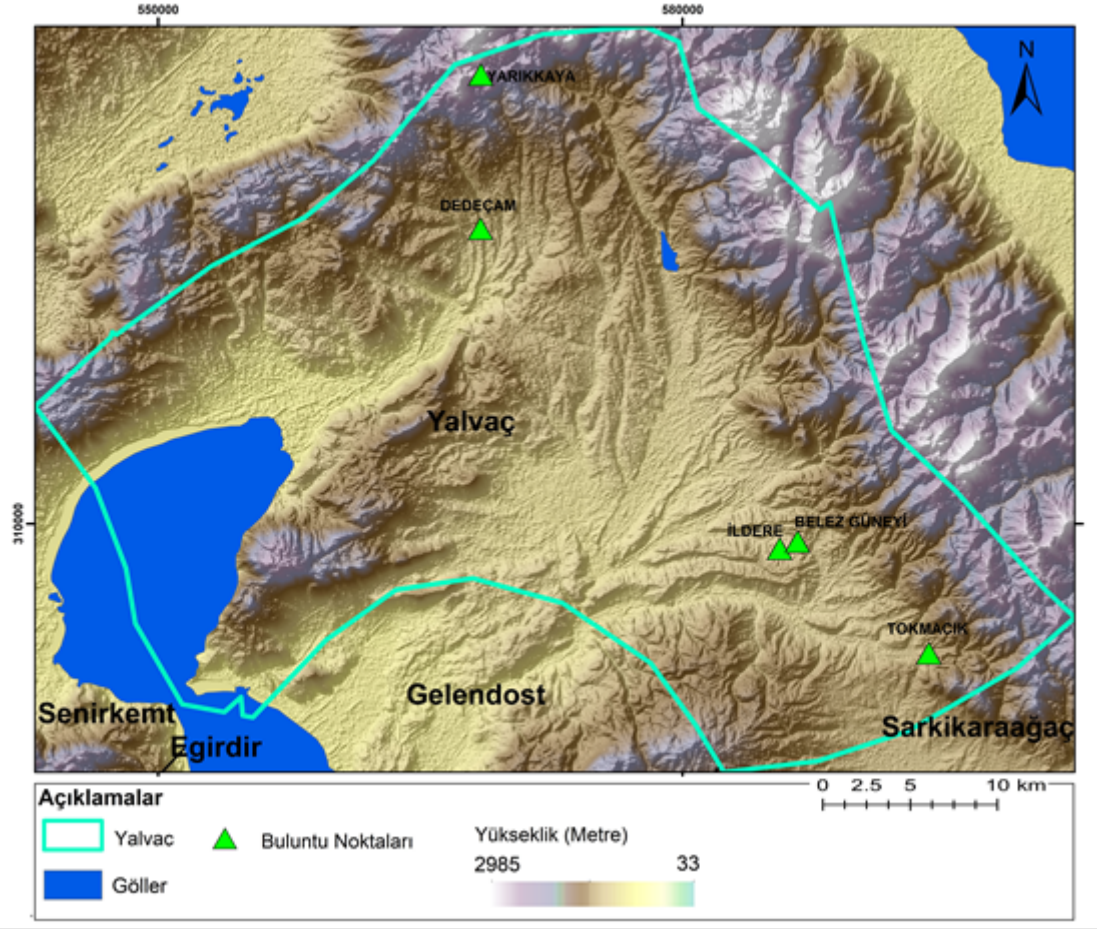 550000
580000
N
YARIKKAYA
DEDEÇAM
Yalvaç
310000
İLDERE
BELEZ GÜNEYİ
TOKMACIK
Gelendost
Senirkemt
Sarkikaraağaç
Egirdir
Açıklamalar
0 2.5 5 10 km
Yalvac
Buluntu Noktaları
Yükseklik (Metre)
2985 33
Göller